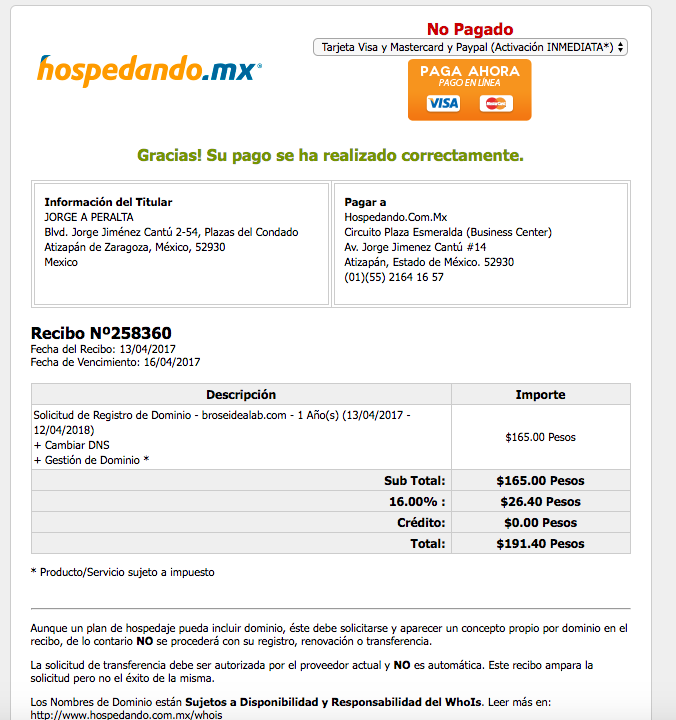 No Pagado
hospedando.mx®
Tarjeta Visa y Mastercard y Paypal (Activación INMEDIATA*)
PAGA AHORA
PAGO EN LÍNEA
VISA MasterCard
Gracias! Su pago se ha realizado correctamente.
Información del Titular
JORGE A PERALTA
Blvd. Jorge Jiménez Cantú 2-54, Plazas del Condado
Atizapán de Zaragoza, México, 52930
Mexico
Pagar a
Hospedando.Com.Mx
Circuito Plaza Esmeralda (Business Center)
Av. Jorge Jimenez Cantú #14
Atizapán, Estado de México. 52930
(01)(55) 2164 16 57
Recibo Nº258360
Fecha del Recibo: 13/04/2017
Fecha de Vencimiento: 16/04/2017
Descripción Importe
Solicitud de Registro de Dominio - broseidealab.com - 1 Año(s) (13/04/2017 -
12/04/2018)
+ Cambiar DNS
+ Gestión de Dominio *
$165.00 Pesos
Sub Total: $165.00 Pesos
16.00% : $26.40 Pesos
Crédito: $0.00 Pesos
Total: $191.40 Pesos
* Producto/Servicio sujeto a impuesto
Aunque un plan de hospedaje pueda incluir dominio, éste debe solicitarse y aparecer un concepto propio por dominio en el
recibo, de lo contario NO se procederá con su registro, renovación o transferencia.
La solicitud de transferencia debe ser autorizada por el proveedor actual y NO es automática. Este recibo ampara la
solicitud pero no el éxito de la misma.
Los Nombres de Dominio están Sujetos a Disponibilidad y Responsabilidad del WhoIs. Leer más en:
http://www.hospedando.com.mx/whois